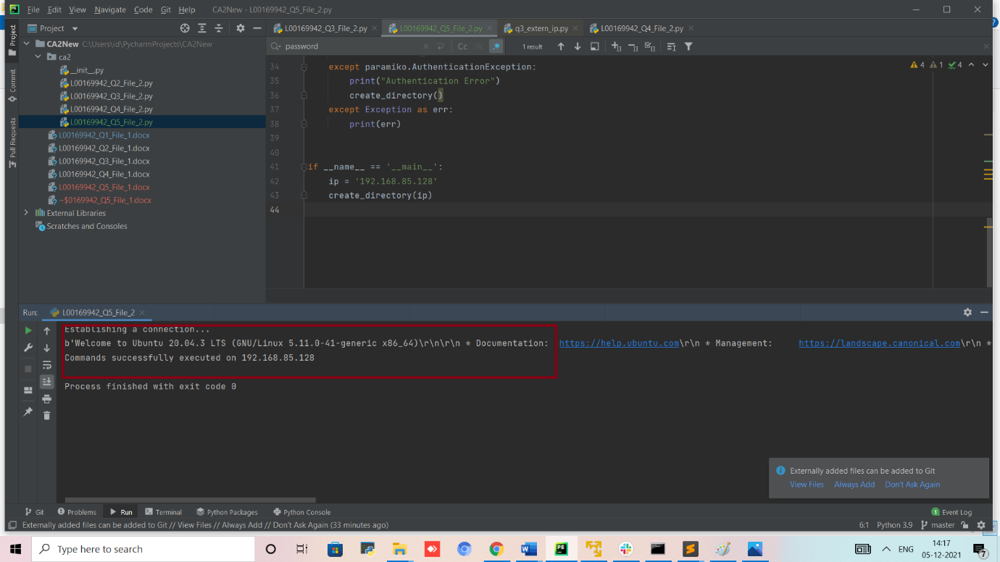 File Edit View Navigate Code Git Help CA2New - L00169942_Q5_File_2.py
Project L00169942_Q3_File_2.py L00169942_Q5_File_2.py q3_extern_ip.py L00169942_Q4_File_2.py
Project
Commit
Pull Requests
CA2New C:\Users\id\PycharmProjects\CA2New
ca2
__init__.py
L00169942_Q2_File_2.py
L00169942_Q3_File_2.py
L00169942_Q4_File_2.py
L00169942_Q5_File_2.py
L00169942_Q1_File_1.docx
L00169942_Q2_File_1.docx
L00169942_Q3_File_1.docx
L00169942_Q4_File_1.docx
L00169942_Q5_File_1.docx
~$0169942_Q5_File_1.docx
External Libraries
Scratches and Consoles
password Cc W .* 1 result
4 1 4
34 except paramiko.AuthenticationException:
35 print("Authentication Error")
36 create_directory()
37 except Exception as err:
38 print(err)
39
40
41 if __name__ == '__main__':
42 ip = '192.168.85.128'
43 create_directory(ip)
44
Run: L00169942_Q5_File_2
Establishing a connection...
b'Welcome to Ubuntu 20.04.3 LTS (GNU/Linux 5.11.0-41-generic x86_64)\r\n\r\n * Documentation: https://help.ubuntu.com\r\n * Management: https://landscape.canonical.com\r\n *
Commands successfully executed on 192.168.85.128
Process finished with exit code 0
Externally added files can be added to Git
View Files Always Add Don't Ask Again
Git Problems Run Terminal Python Packages Python Console 1 Event Log
Externally added files can be added to Git // View Files // Always Add // Don't Ask Again (33 minutes ago) 6:1 Python 3.9 master
Type here to search ENG 14:17
05-12-2021 7